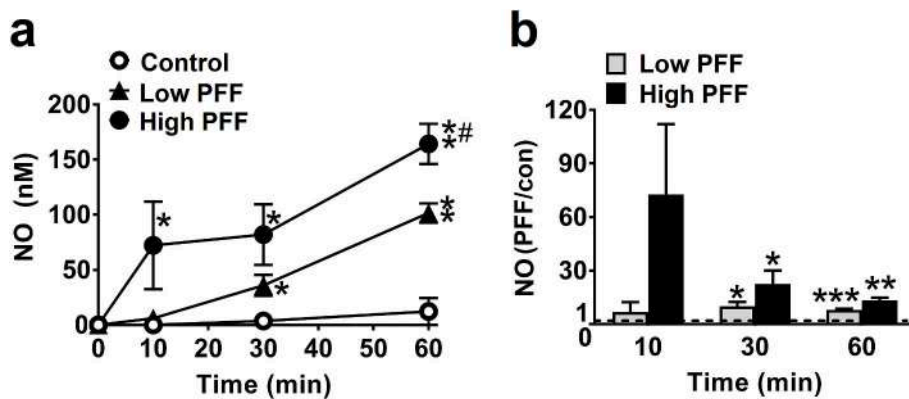 a
Control
Low PFF
High PFF
NO (nM)
200
150
100
50
0
*#
*
*
*
*
*
*
0 10 20 30 40 50 60
Time (min)
b
Low PFF
High PFF
NO (PFF/con)
120
90
60
30
1
0
* * *** **
10 30 60
Time (min)